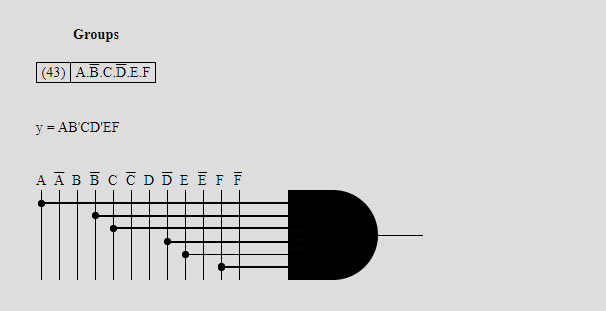 Groups
(43) A.B̅.C.D̅.E.F
y = AB'CD'EF
A A̅ B B̅ C C̅ D D̅ E E̅ F F̅